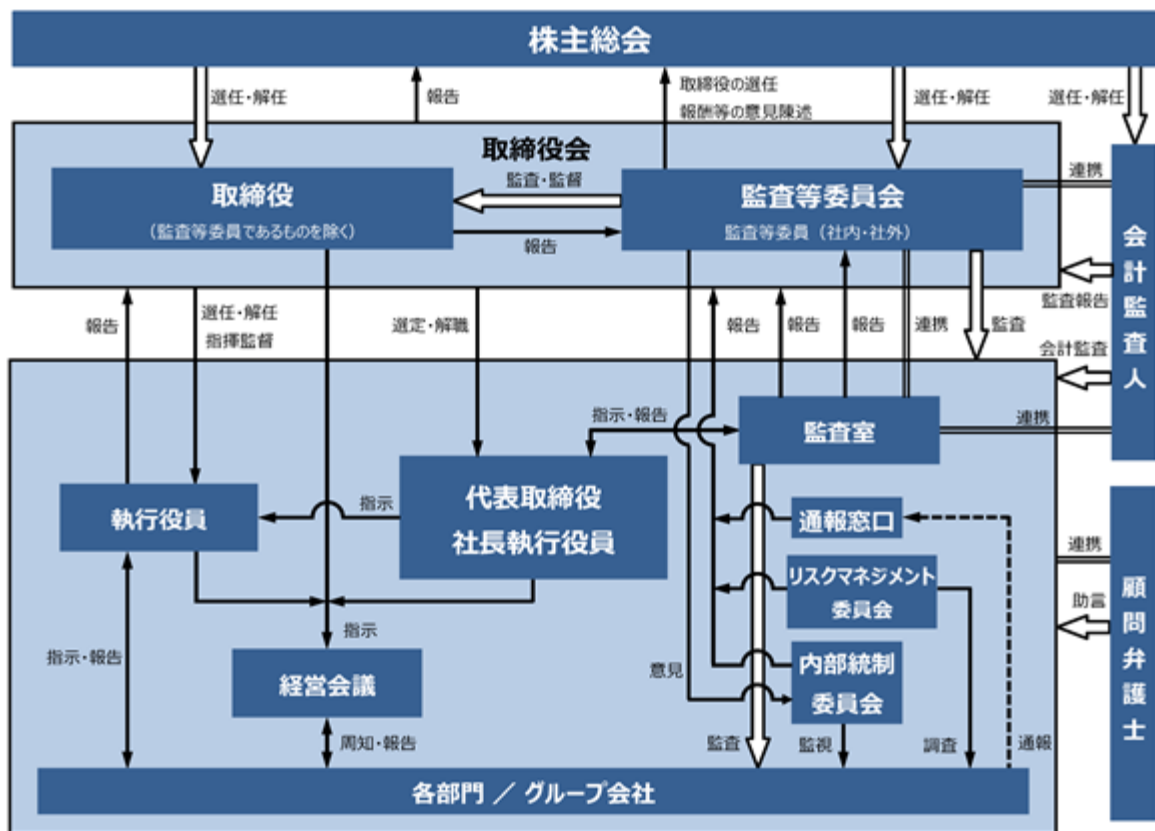 株主総会
選任・解任
報告
取締役の選任
報酬等の意見陳述
選任・解任
選任・解任
取締役会
取締役
(監査等委員であるものを除く)
監査・監督
報告
監査等委員会
監査等委員(社内・社外)
連携
会計監査人
監査報告
会計監査
報告
選任・解任
指揮監督
選定・解職
報告
報告
報告
連携
監査
指示・報告
監査室
連携
執行役員
指示
代表取締役
社長執行役員
通報窓口
リスクマネジメント
委員会
連携
助言
顧問弁護士
指示・報告
指示
経営会議
意見
内部統制
委員会
周知・報告
監査
監視
調査
通報
各部門 / グループ会社